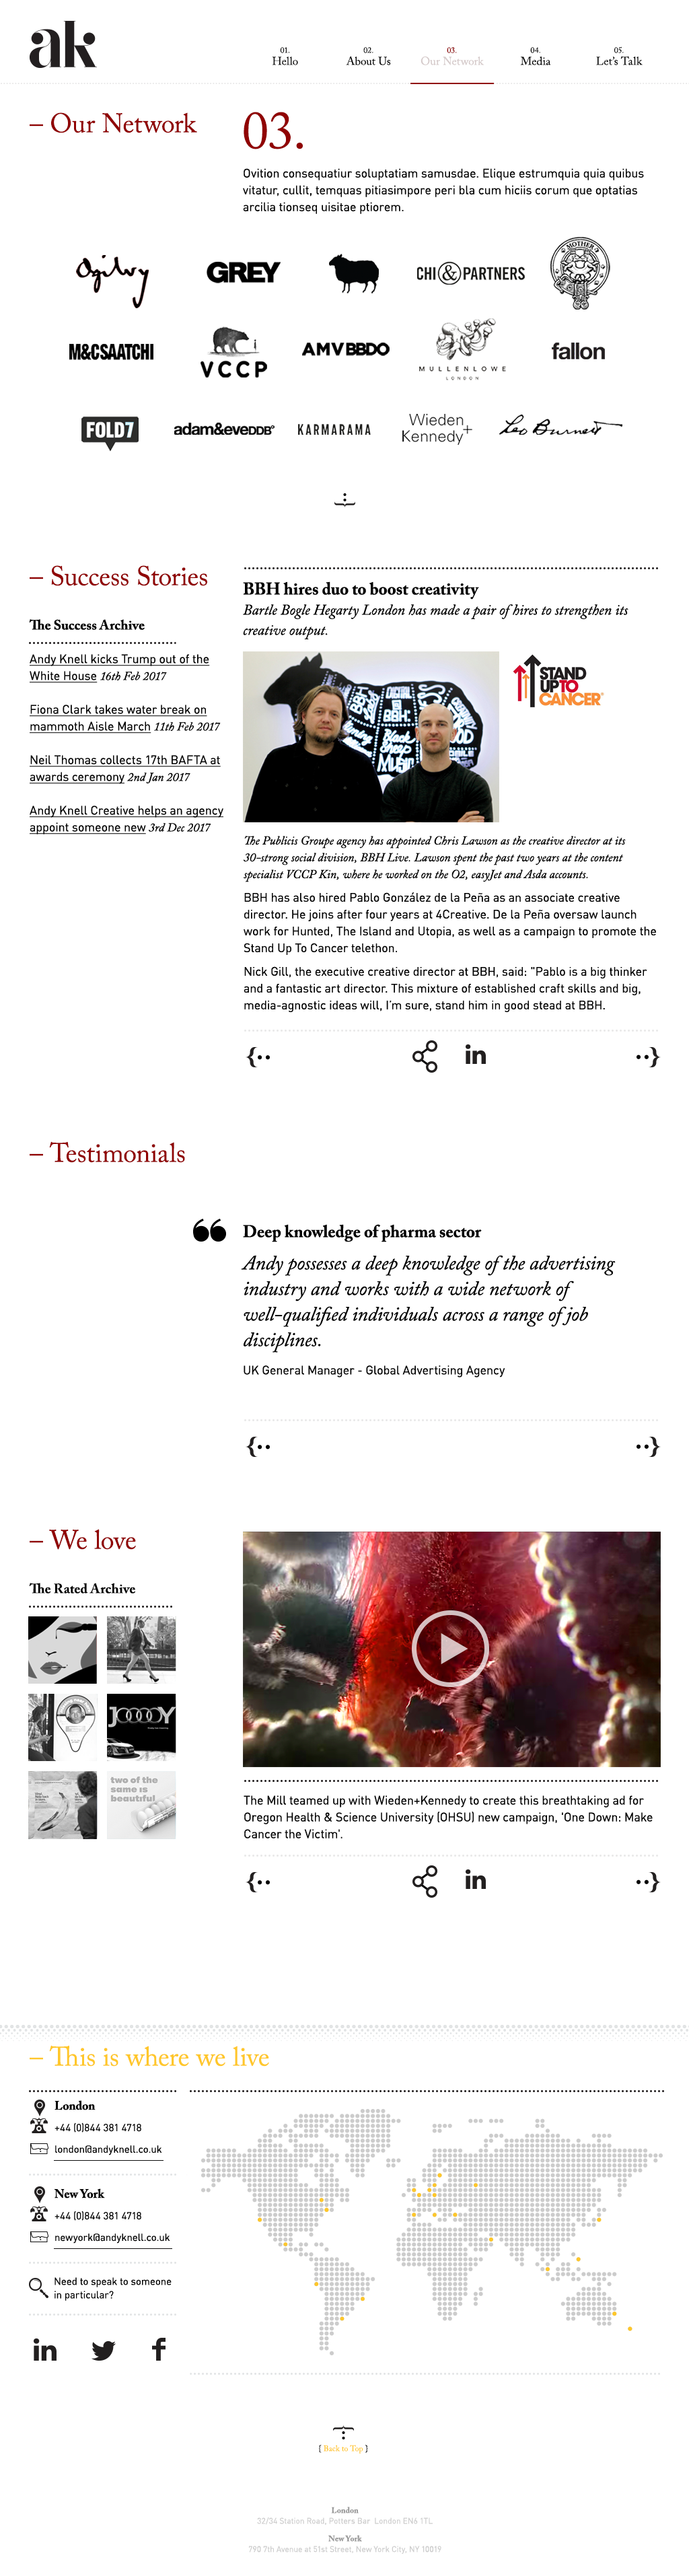 ak
01.
Hello
02.
About Us
03.
Our Network
04.
Media
05.
Let's Talk
– Our Network
03.
Ovition consequatiur soluptatiam samusdae. Elique estrumquia quia quibus
vitatur, cullit, temquas pitiasimpore peri bla cum hiciis corum que optatias
arcilia tionseq uisitae ptiorem.
Ogilvy
GREY
CHI&PARTNERS
MOTHER
M&CSAATCHI
VCCP
AMVBBDO
MULLENLOWE
LONDON
fallon
FOLD7
adam&eveDDB
KARMARAMA
Wieden
Kennedy+
Leo Burnett
– Success Stories
The Success Archive
Andy Knell kicks Trump out of the
White House 16th Feb 2017
Fiona Clark takes water break on
mammoth Aisle March 11th Feb 2017
Neil Thomas collects 17th BAFTA at
awards ceremony 2nd Jan 2017
Andy Knell Creative helps an agency
appoint someone new 3rd Dec 2017
BBH hires duo to boost creativity
Bartle Bogle Hegarty London has made a pair of hires to strengthen its
creative output.
BBH
STAND
UP TO
CANCER
The Publicis Groupe agency has appointed Chris Lawson as the creative director at its
30-strong social division, BBH Live. Lawson spent the past two years at the content
specialist VCCP Kin, where he worked on the O2, easyJet and Asda accounts.
BBH has also hired Pablo González de la Peña as an associate creative
director. He joins after four years at 4Creative. De la Peña oversaw launch
work for Hunted, The Island and Utopia, as well as a campaign to promote the
Stand Up To Cancer telethon.
Nick Gill, the executive creative director at BBH, said: "Pablo is a big thinker
and a fantastic art director. This mixture of established craft skills and big,
media-agnostic ideas will, I'm sure, stand him in good stead at BBH.
{••
in
••}
– Testimonials
Deep knowledge of pharma sector
Andy possesses a deep knowledge of the advertising
industry and works with a wide network of
well-qualified individuals across a range of job
disciplines.
UK General Manager - Global Advertising Agency
{••
••}
– We love
The Rated Archive
JOOOOY
two of the
same is
beautiful
The Mill teamed up with Wieden+Kennedy to create this breathtaking ad for
Oregon Health & Science University (OHSU) new campaign, 'One Down: Make
Cancer the Victim'.
{••
in
••}
– This is where we live
London
+44 (0)844 381 4718
london@andyknell.co.uk
New York
+44 (0)844 381 4718
newyork@andyknell.co.uk
Need to speak to someone
in particular?
in
f
{ Back to Top }
London
32/34 Station Road, Potters Bar London EN6 1TL
New York
790 7th Avenue at 51st Street, New York City, NY 10019